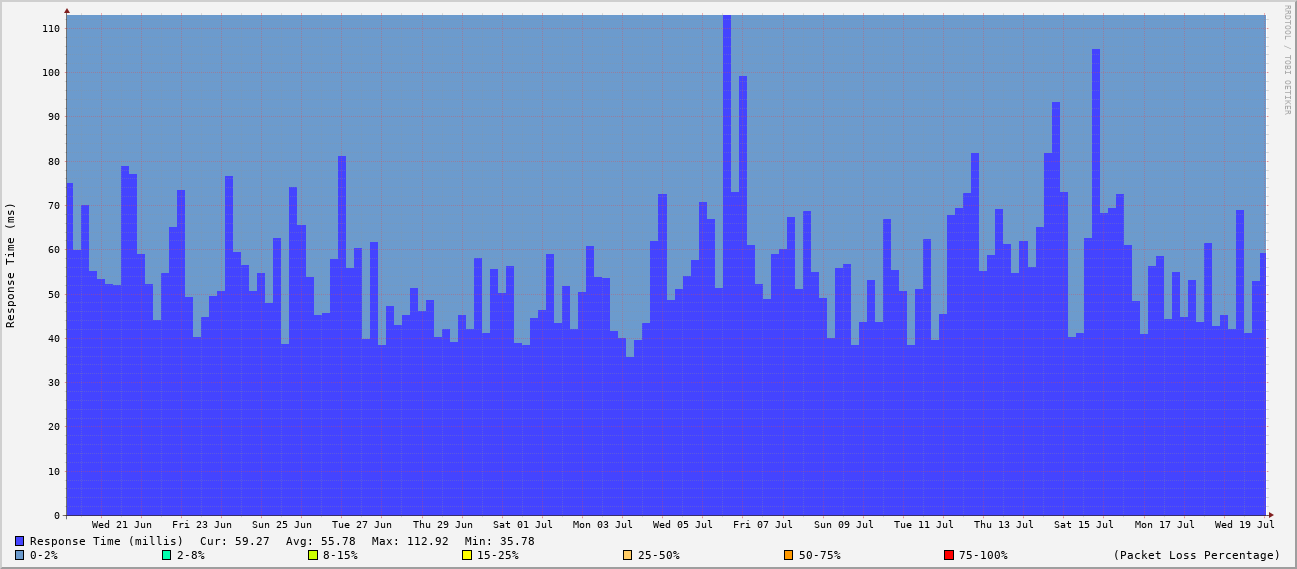 RRDTOOL / TOBI OETIKER
Response Time (ms)
110
100
90
80
70
60
50
40
30
20
10
0
Wed 21 Jun Fri 23 Jun Sun 25 Jun Tue 27 Jun Thu 29 Jun Sat 01 Jul Mon 03 Jul Wed 05 Jul Fri 07 Jul Sun 09 Jul Tue 11 Jul Thu 13 Jul Sat 15 Jul Mon 17 Jul Wed 19 Jul
Response Time (millis) Cur: 59.27 Avg: 55.78 Max: 112.92 Min: 35.78
0-2% 2-8% 8-15% 15-25% 25-50% 50-75% 75-100% (Packet Loss Percentage)